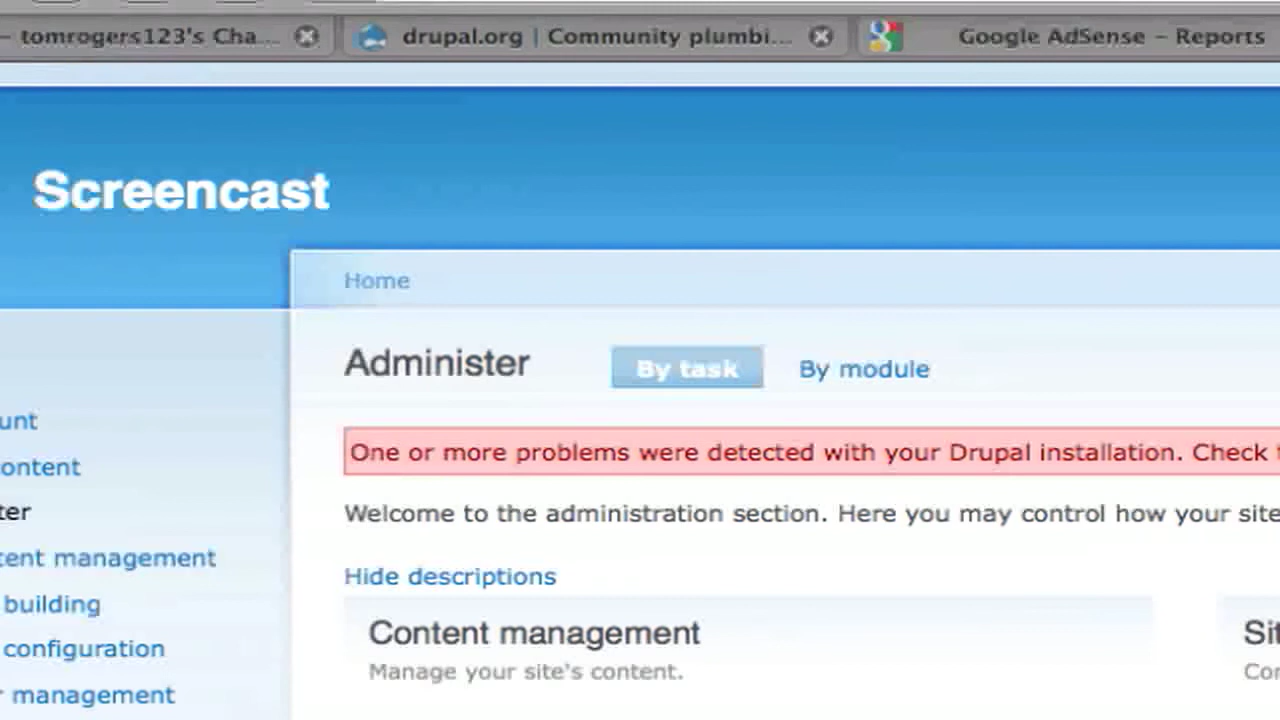 – tomrogers123's Cha... drupal.org | Community plumbi... Google AdSense – Reports
Screencast
Home
Administer By task By module
unt
One or more problems were detected with your Drupal installation. Check t
ontent
ter
Welcome to the administration section. Here you may control how your site
tent management
Hide descriptions
building
Content management Sit
configuration
Manage your site's content. Con
r management